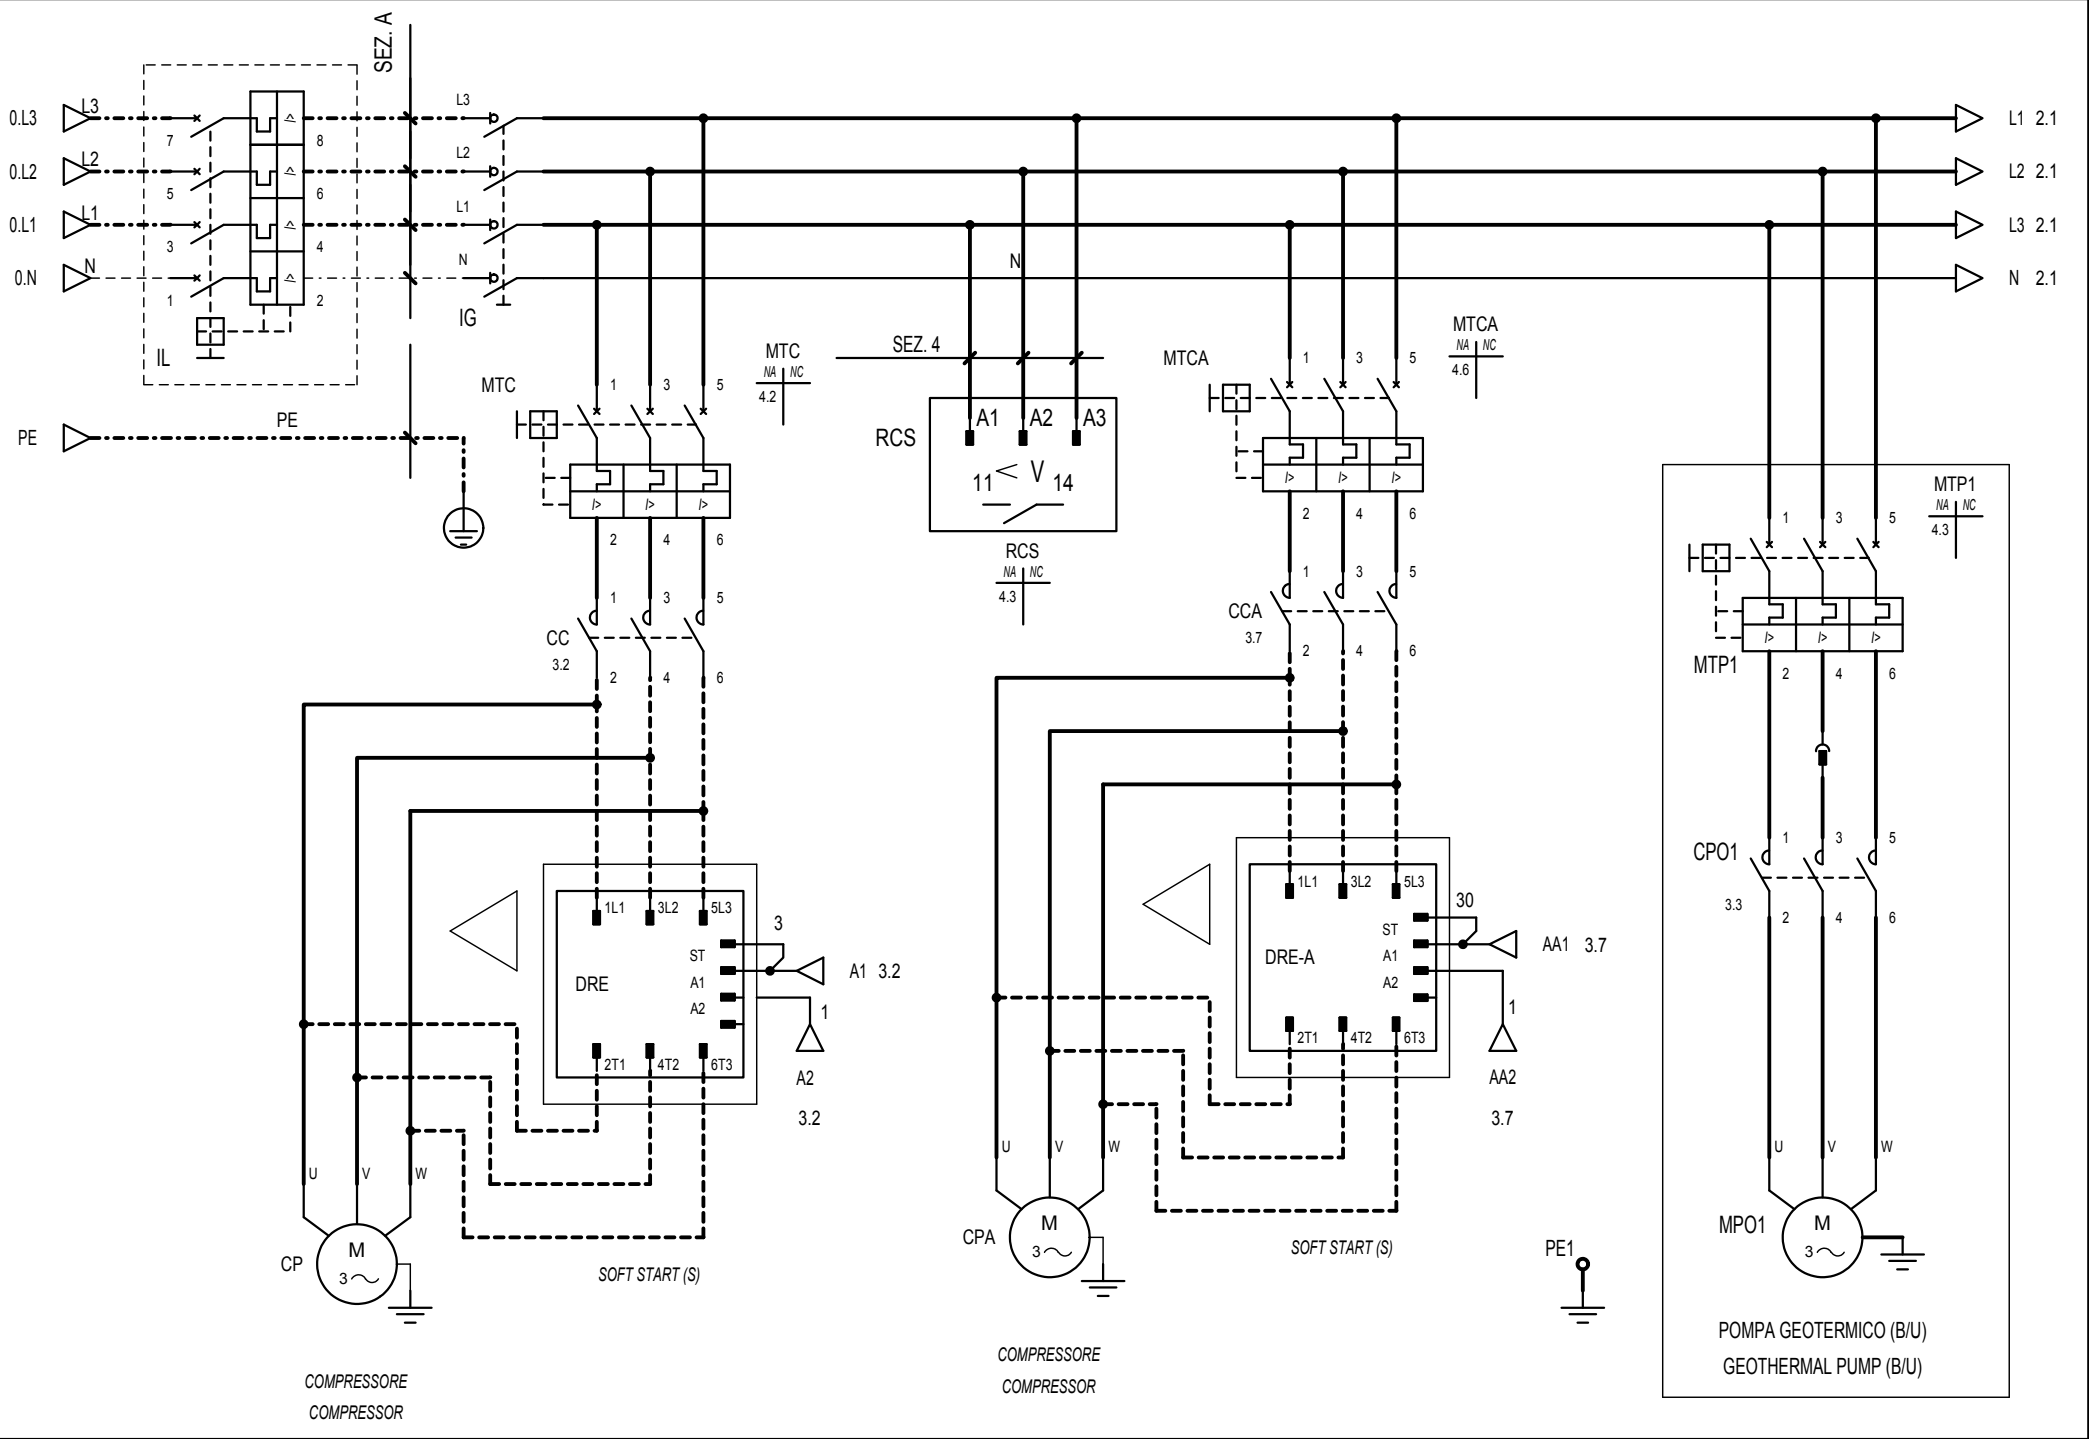 SEZ. A
0.L3 L3 7 8 L3 L1 2.1
0.L2 L2 5 6 L2 L2 2.1
0.L1 L1 3 4 L1 L3 2.1
0.N N 1 2 N N N 2.1
IL
IG
PE PE
MTC 1 3 5
MTC
NA NC
4.2
I> I> I>
2 4 6
CC 1 3 5
3.2
2 4 6
DRE
1L1 3L2 5L3
ST
A1
A2
2T1 4T2 6T3
3
A1 3.2
1
A2
3.2
U V W
CP
M
3
SOFT START (S)
COMPRESSORE
COMPRESSOR
SEZ. 4
RCS
A1 A2 A3
< V
11 14
RCS
NA NC
4.3
MTCA 1 3 5
MTCA
NA NC
4.6
I> I> I>
2 4 6
CCA 1 3 5
3.7
2 4 6
DRE-A
1L1 3L2 5L3
ST
A1
A2
2T1 4T2 6T3
30
AA1 3.7
1
AA2
3.7
U V W
CPA
M
3
SOFT START (S)
COMPRESSORE
COMPRESSOR
PE1
MTP1
NA NC
4.3
1 3 5
I> I> I>
MTP1
2 4 6
CPO1 1 3 5
3.3
2 4 6
U V W
MPO1
M
3
POMPA GEOTERMICO (B/U)
GEOTHERMAL PUMP (B/U)